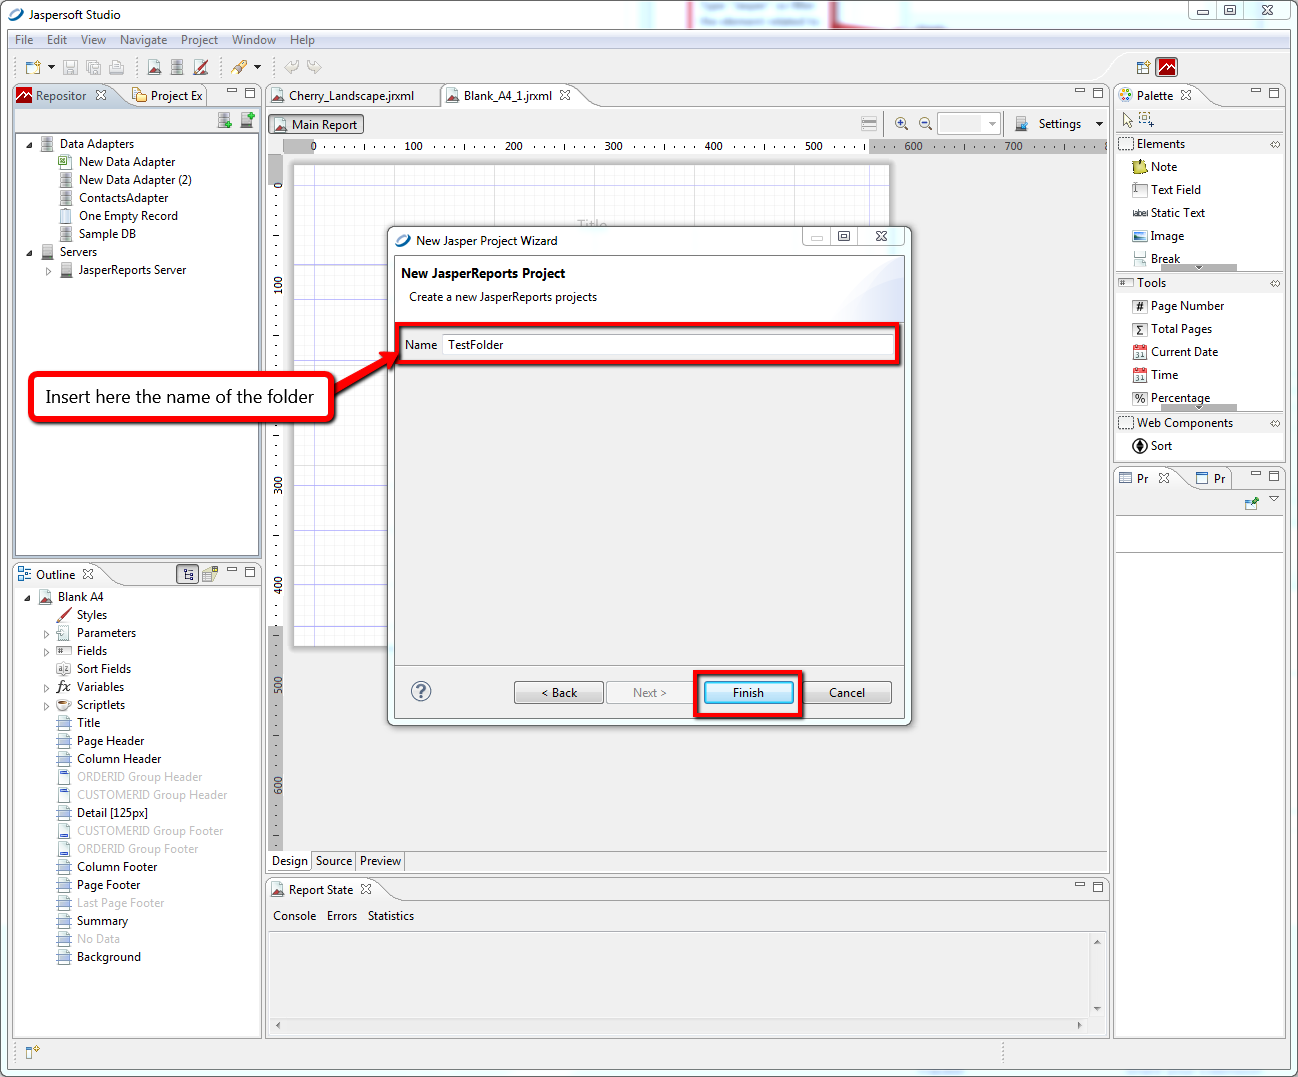 Jaspersoft Studio
File Edit View Navigate Project Window Help
Repositor
Project Ex
Data Adapters
New Data Adapter
New Data Adapter (2)
ContactsAdapter
One Empty Record
Sample DB
Servers
JasperReports Server
Cherry_Landscape.jrxml
Blank_A4_1.jrxml
Main Report
Settings
0 100 200 300 400 500 600 700
0
100
300
400
500
600
Title
New Jasper Project Wizard
New JasperReports Project
Create a new JasperReports projects
Name TestFolder
Insert here the name of the folder
< Back Next > Finish Cancel
Palette
Elements
Note
Text Field
label Static Text
Image
Break
Tools
# Page Number
Σ Total Pages
31 Current Date
31 Time
% Percentage
Web Components
Sort
Pr
Pr
Outline
Blank A4
Styles
Parameters
Fields
Sort Fields
fx Variables
Scriptlets
Title
Page Header
Column Header
ORDERID Group Header
CUSTOMERID Group Header
Detail [125px]
CUSTOMERID Group Footer
ORDERID Group Footer
Column Footer
Page Footer
Last Page Footer
Summary
No Data
Background
Design Source Preview
Report State
Console Errors Statistics